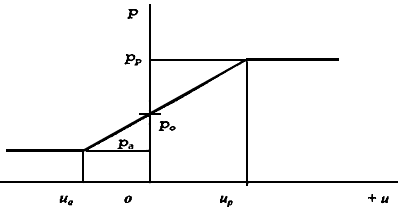 p
p_p
p_o
p_a
u_a o u_p + u